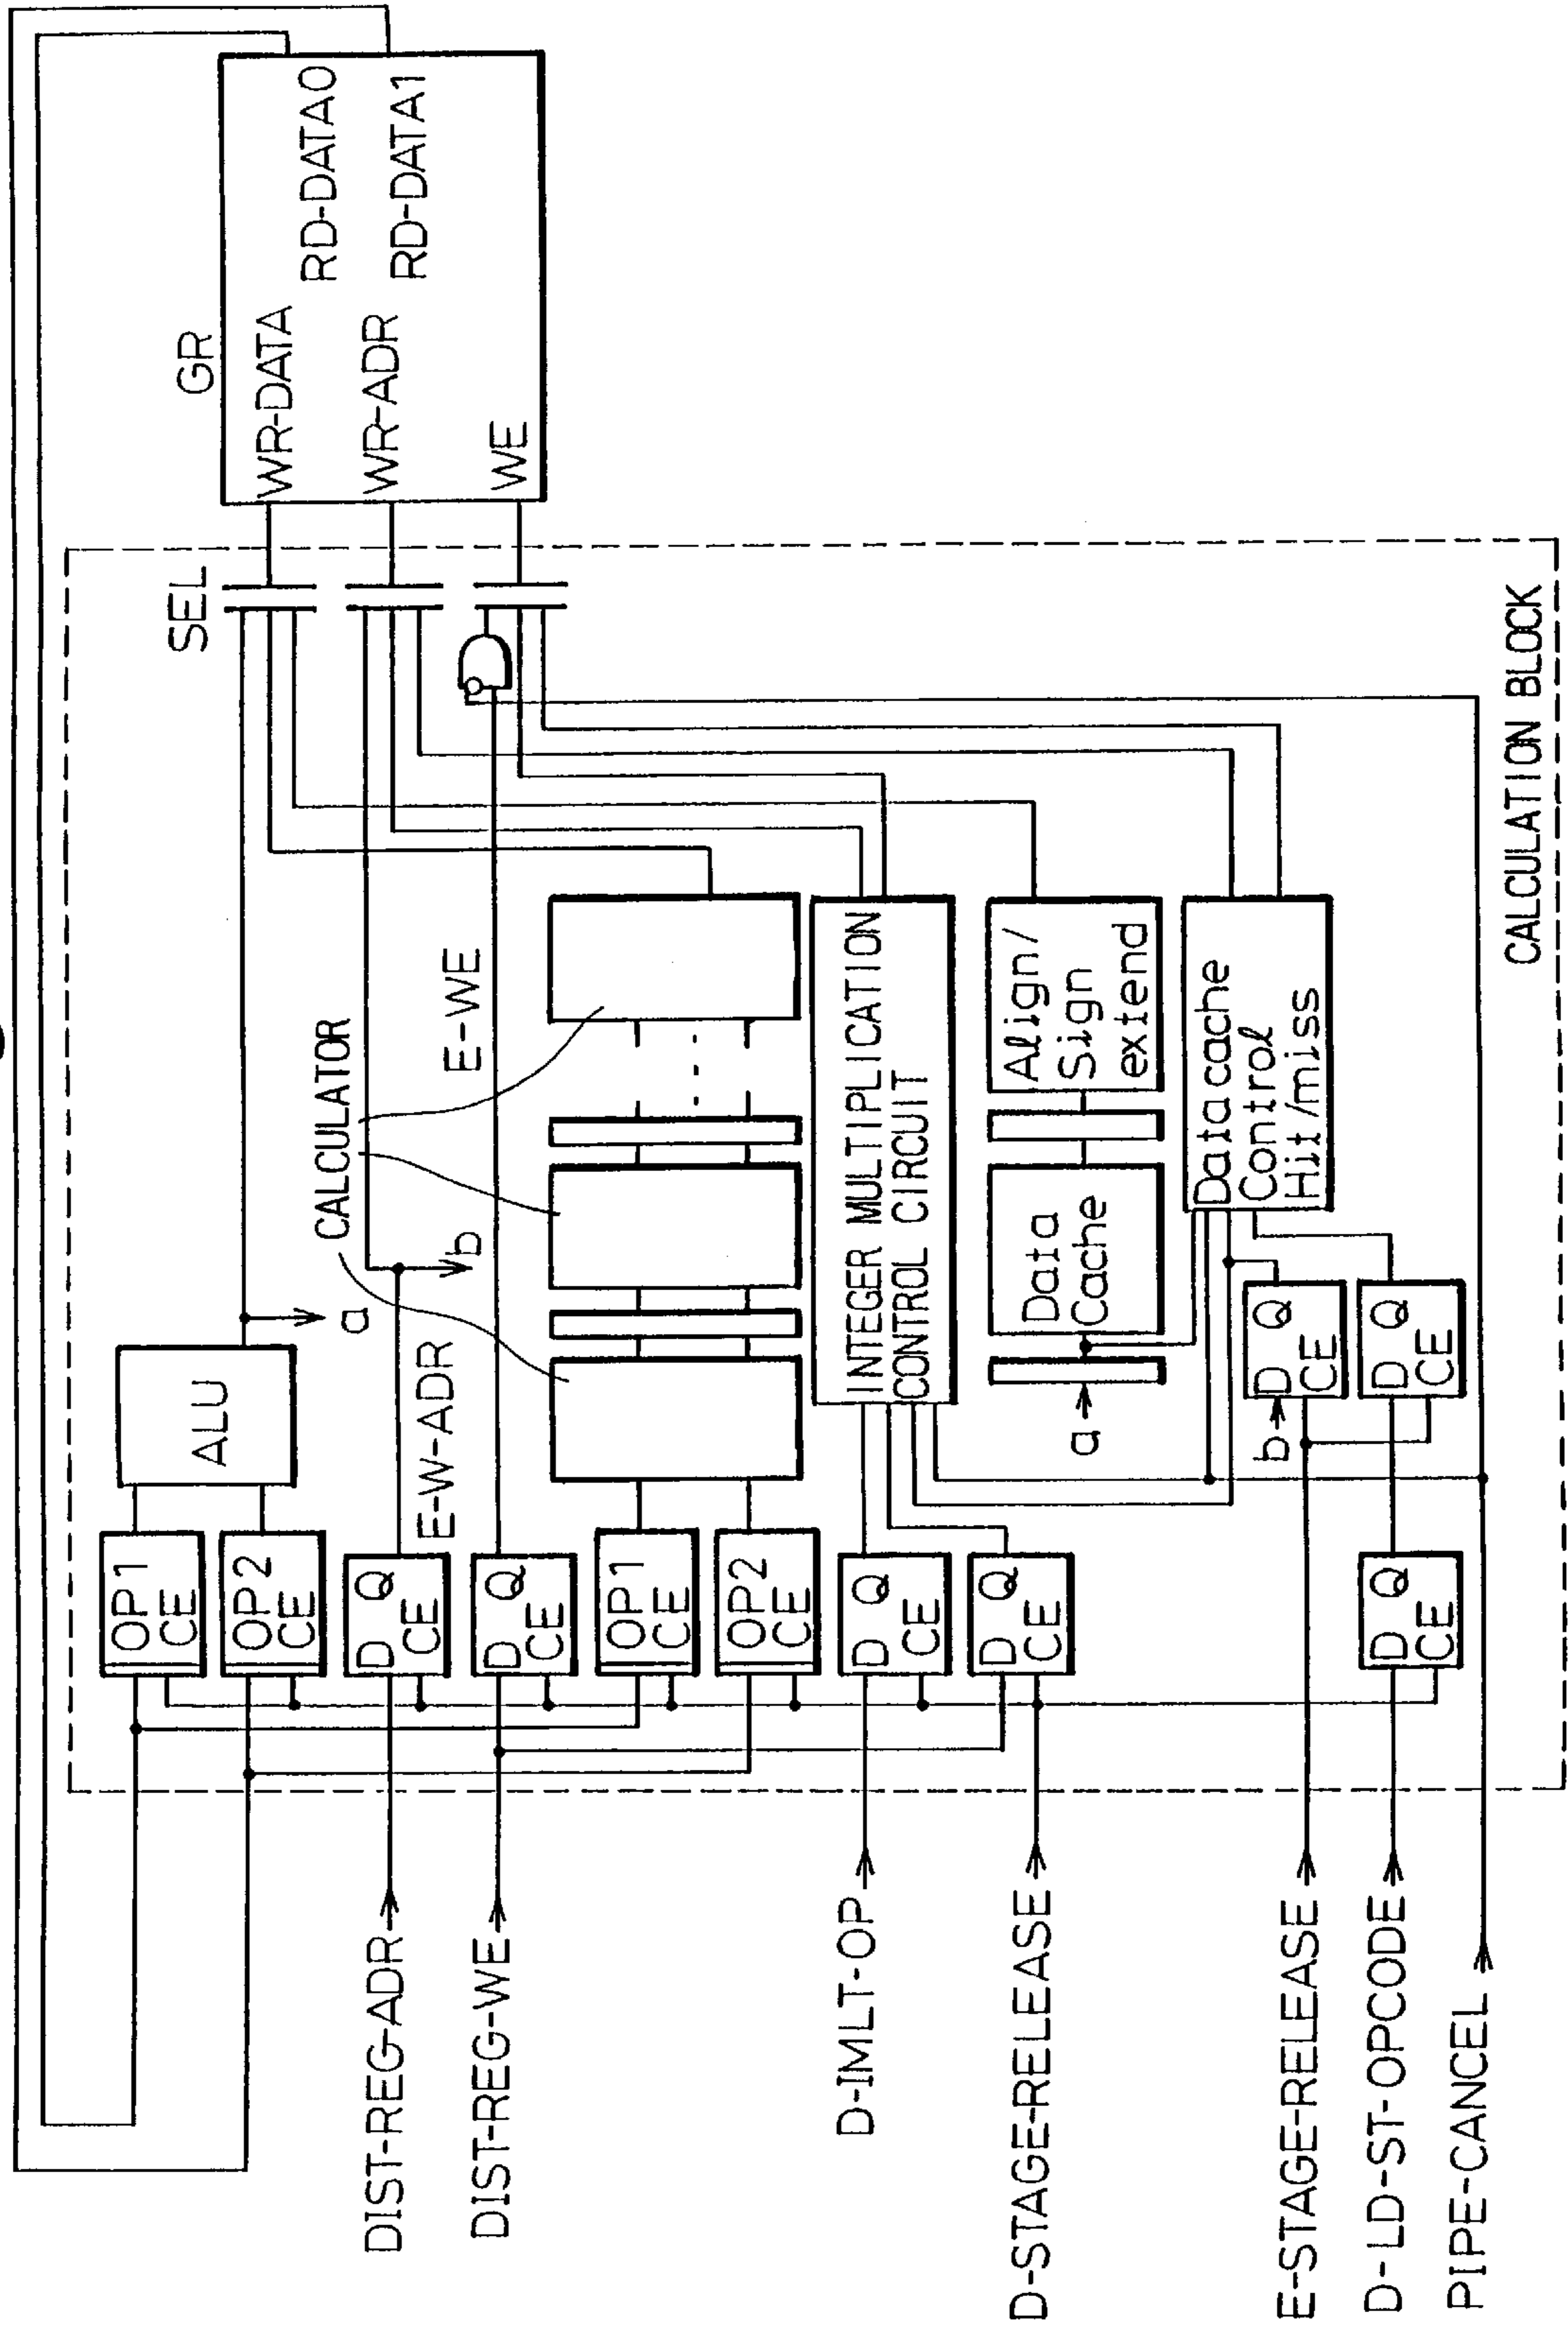 GR
WR-DATA
RD-DATA0
WR-ADR
RD-DATA1
WE
SEL
CALCULATION BLOCK
ALU
a
OP1
CE
OP2
CE
D Q
CE
E-W-ADR
b
D Q
CE
E-WE
CALCULATOR
OP1
CE
OP2
CE
D Q
CE
D Q
CE
INTEGER MULTIPLICATION
CONTROL CIRCUIT
a
Data
Cache
Align/
Sign
extend
Data cache
Control
Hit/miss
b
D Q
CE
D Q
CE
D Q
CE
DIST-REG-ADR
DIST-REG-WE
D-IMLT-OP
D-STAGE-RELEASE
E-STAGE-RELEASE
D-LD-ST-OPCODE
PIPE-CANCEL